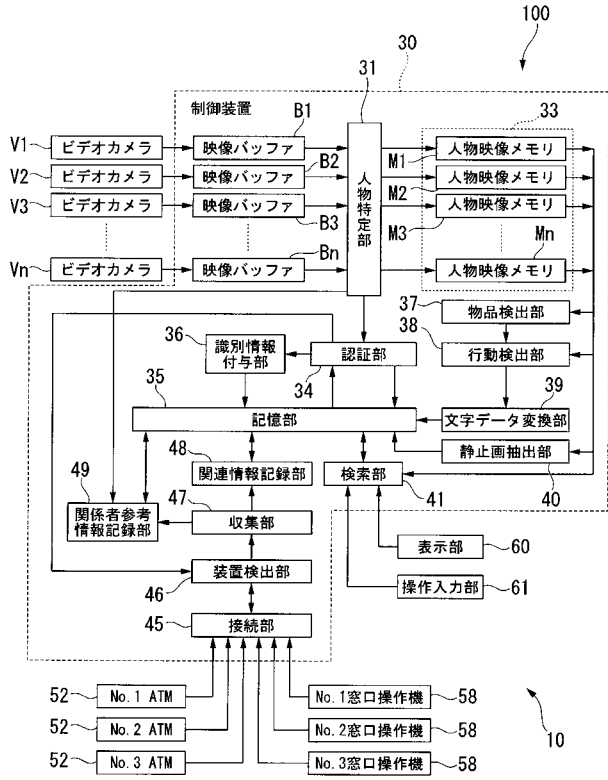 100
30
31
33
制御装置
V1 ビデオカメラ 映像バッファ B1 M1 人物映像メモリ
V2 ビデオカメラ 映像バッファ B2 M2 人物映像メモリ
V3 ビデオカメラ 映像バッファ B3 M3 人物映像メモリ
Vn ビデオカメラ 映像バッファ Bn Mn 人物映像メモリ
人物特定部
37 物品検出部
38 行動検出部
36 識別情報
付与部
認証部 34
39
35 記憶部 文字データ変換部
静止画抽出部 40
48 関連情報記録部
検索部 41
49 関係者参考
情報記録部
47 収集部
表示部 60
装置検出部 46
操作入力部 61
45 接続部
52 No.1 ATM No.1窓口操作機 58
52 No.2 ATM No.2窓口操作機 58
52 No.3 ATM No.3窓口操作機 58
10